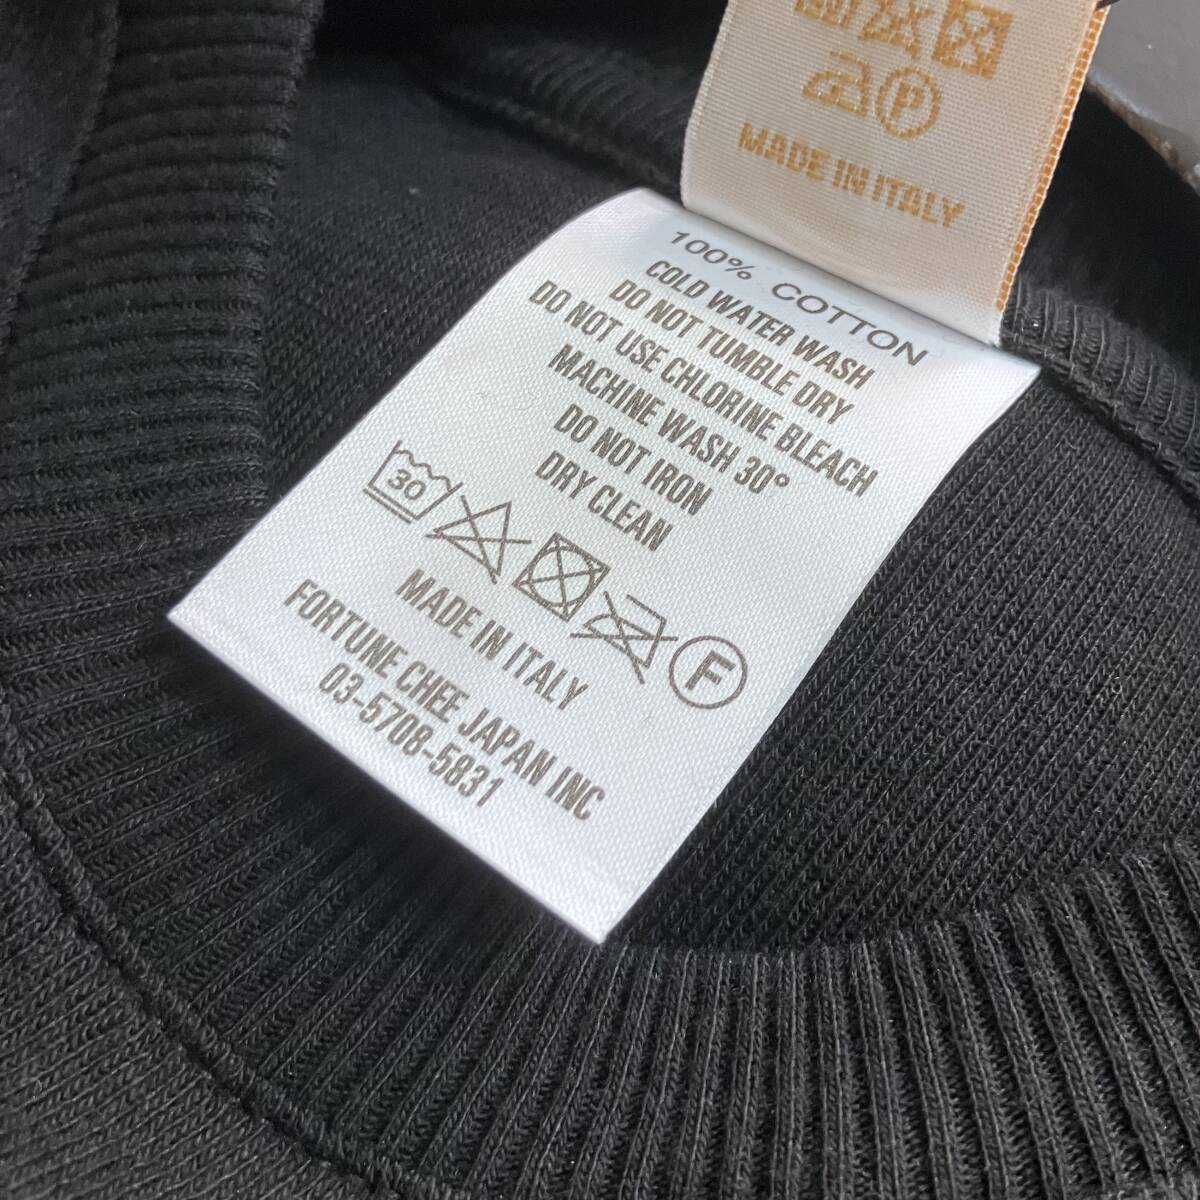 P
MADE IN ITALY
100% COTTON
COLD WATER WASH
DO NOT TUMBLE DRY
DO NOT USE CHLORINE BLEACH
MACHINE WASH 30°
DO NOT IRON
DRY CLEAN
30
F
MADE IN ITALY
FORTUNE CHEE JAPAN INC
03-5708-5831